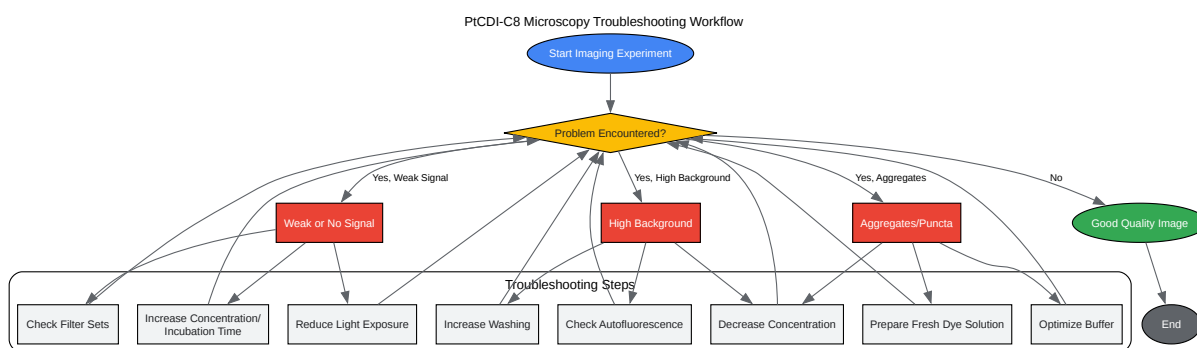 PtCDI-C8 Microscopy Troubleshooting Workflow
Start Imaging Experiment
Problem Encountered?
Yes, Weak Signal
Yes, High Background
Yes, Aggregates
No
Weak or No Signal
High Background
Aggregates/Puncta
Good Quality Image
Troubleshooting Steps
Check Filter Sets
Increase Concentration/
Incubation Time
Reduce Light Exposure
Increase Washing
Check Autofluorescence
Decrease Concentration
Prepare Fresh Dye Solution
Optimize Buffer
End